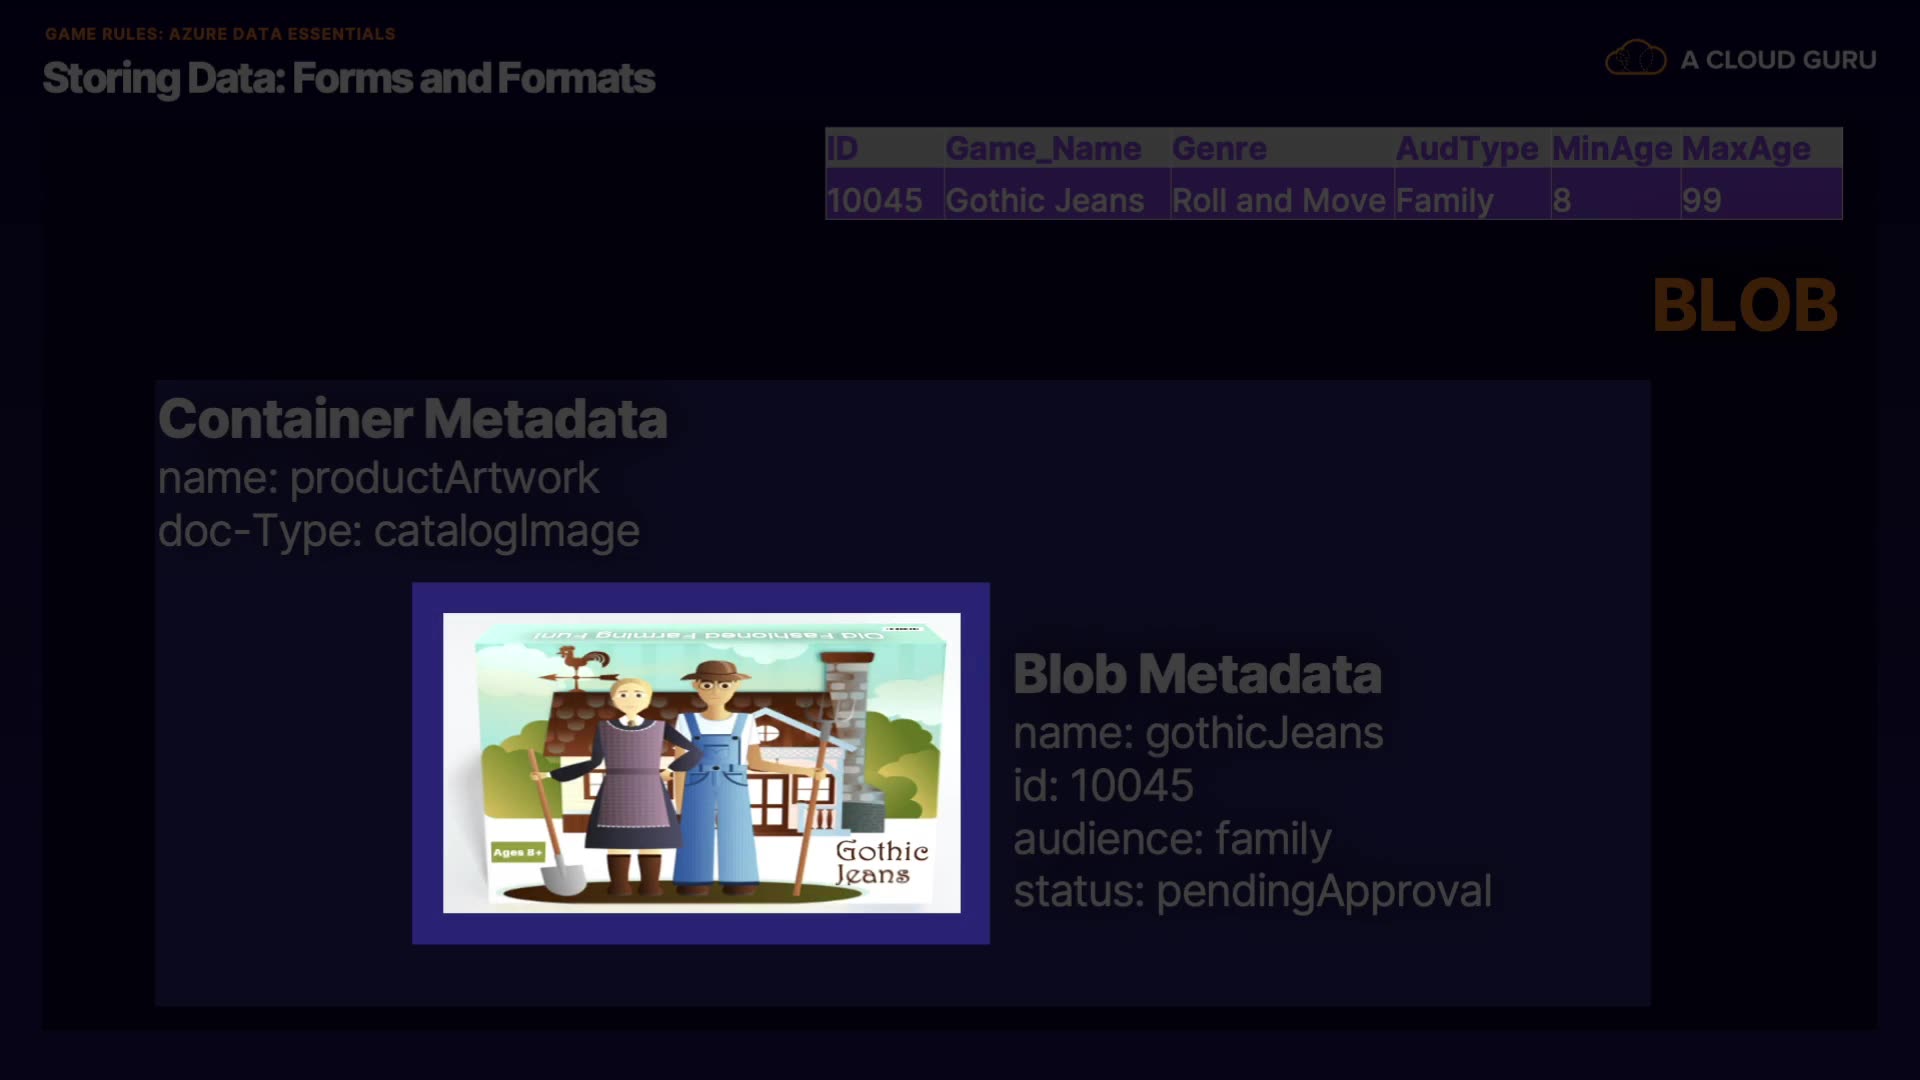 GAME RULES: AZURE DATA ESSENTIALS
Storing Data: Forms and Formats
A CLOUD GURU
ID Game_Name Genre AudType MinAge MaxAge
10045 Gothic Jeans Roll and Move Family 8 99
BLOB
Container Metadata
name: productArtwork
doc-Type: catalogImage
Old Fashioned Farming Fun!
Ages 8+
Gothic
Jeans
Blob Metadata
name: gothicJeans
id: 10045
audience: family
status: pendingApproval